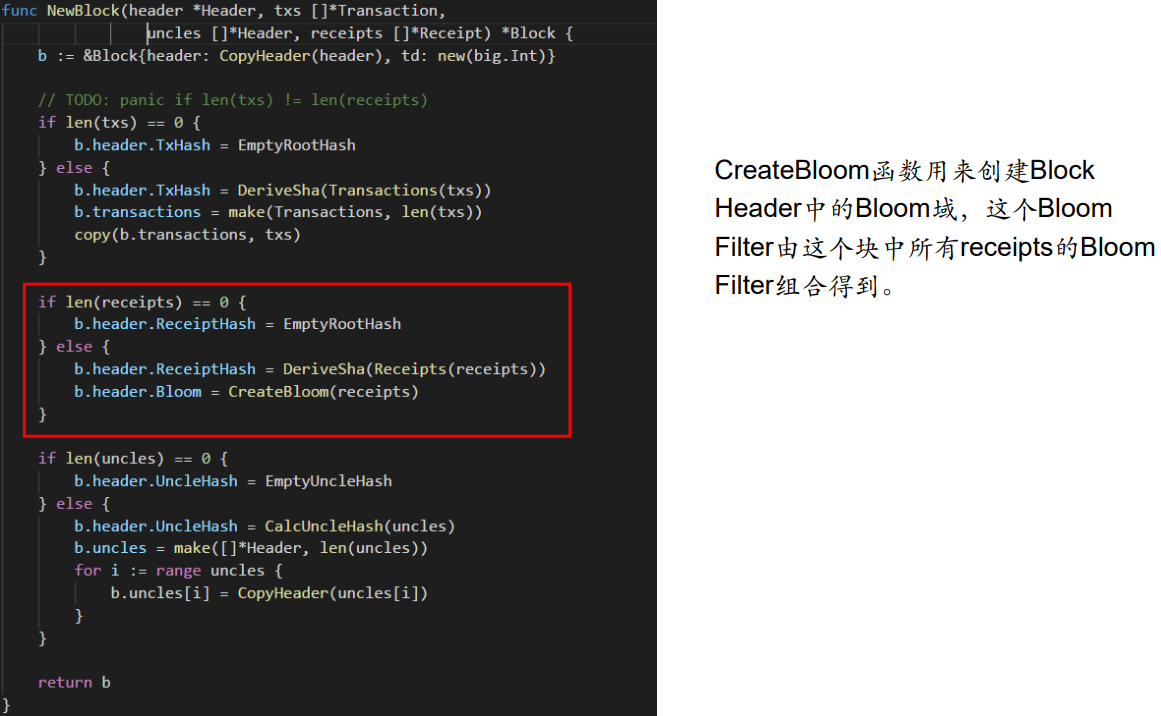 func NewBlock(header *Header, txs []*Transaction,
uncles []*Header, receipts []*Receipt) *Block {
b := &Block{header: CopyHeader(header), td: new(big.Int)}
// TODO: panic if len(txs) != len(receipts)
if len(txs) == 0 {
b.header.TxHash = EmptyRootHash
} else {
b.header.TxHash = DeriveSha(Transactions(txs))
b.transactions = make(Transactions, len(txs))
copy(b.transactions, txs)
}
if len(receipts) == 0 {
b.header.ReceiptHash = EmptyRootHash
} else {
b.header.ReceiptHash = DeriveSha(Receipts(receipts))
b.header.Bloom = CreateBloom(receipts)
}
if len(uncles) == 0 {
b.header.UncleHash = EmptyUncleHash
} else {
b.header.UncleHash = CalcUncleHash(uncles)
b.uncles = make([]*Header, len(uncles))
for i := range uncles {
b.uncles[i] = CopyHeader(uncles[i])
}
}
return b
}
CreateBloom函数用来创建Block
Header中的Bloom域，这个Bloom
Filter由这个块中所有receipts的Bloom
Filter组合得到。